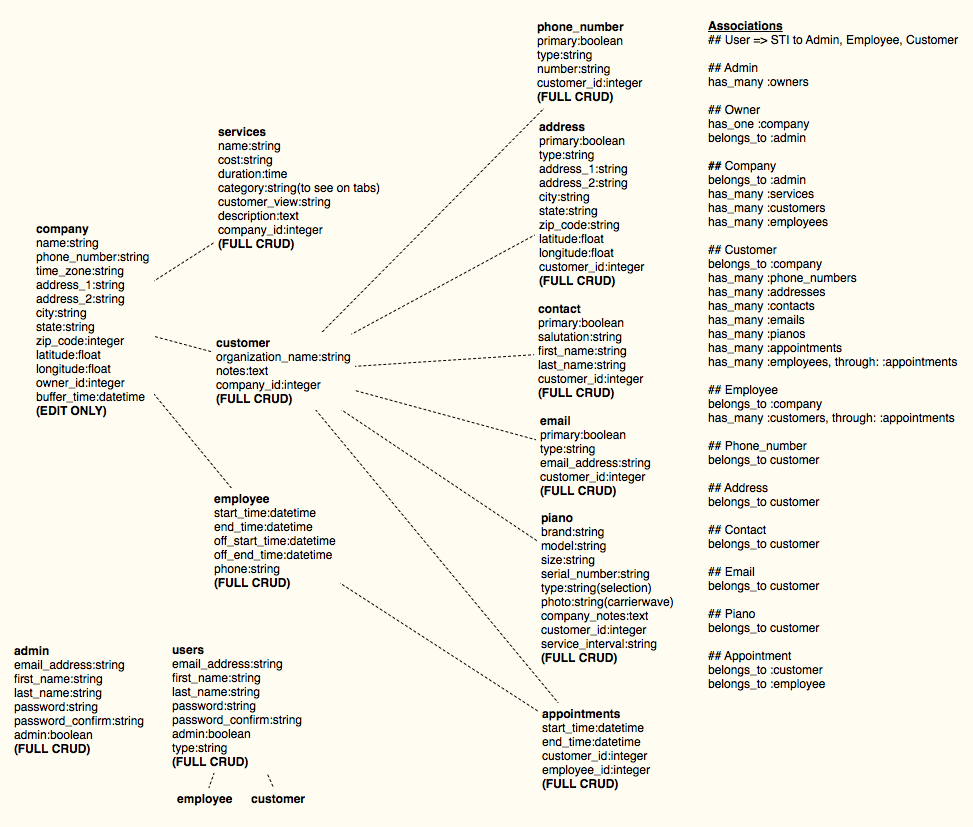 phone_number
primary:boolean
type:string
number:string
customer_id:integer
(FULL CRUD)
address
primary:boolean
type:string
address_1:string
address_2:string
city:string
state:string
zip_code:string
latitude:float
longitude:float
customer_id:integer
(FULL CRUD)
services
name:string
cost:string
duration:time
category:string(to see on tabs)
customer_view:string
description:text
company_id:integer
(FULL CRUD)
company
name:string
phone_number:string
time_zone:string
address_1:string
address_2:string
city:string
state:string
zip_code:integer
latitude:float
longitude:float
owner_id:integer
buffer_time:datetime
(EDIT ONLY)
customer
organization_name:string
notes:text
company_id:integer
(FULL CRUD)
contact
primary:boolean
salutation:string
first_name:string
last_name:string
customer_id:integer
(FULL CRUD)
email
primary:boolean
type:string
email_address:string
customer_id:integer
(FULL CRUD)
employee
start_time:datetime
end_time:datetime
off_start_time:datetime
off_end_time:datetime
phone:string
(FULL CRUD)
piano
brand:string
model:string
size:string
serial_number:string
type:string(selection)
photo:string(carrierwave)
company_notes:text
customer_id:integer
service_interval:string
(FULL CRUD)
admin
email_address:string
first_name:string
last_name:string
password:string
password_confirm:string
admin:boolean
(FULL CRUD)
users
email_address:string
first_name:string
last_name:string
password:string
password_confirm:string
admin:boolean
type:string
(FULL CRUD)
employee customer
appointments
start_time:datetime
end_time:datetime
customer_id:integer
employee_id:integer
(FULL CRUD)
Associations
## User => STI to Admin, Employee, Customer
## Admin
has_many :owners
## Owner
has_one :company
belongs_to :admin
## Company
belongs_to :admin
has_many :services
has_many :customers
has_many :employees
## Customer
belongs_to :company
has_many :phone_numbers
has_many :addresses
has_many :contacts
has_many :emails
has_many :pianos
has_many :appointments
has_many :employees, through: :appointments
## Employee
belongs_to :company
has_many :customers, through: :appointments
## Phone_number
belongs_to customer
## Address
belongs_to customer
## Contact
belongs_to customer
## Email
belongs_to customer
## Piano
belongs_to customer
## Appointment
belongs_to :customer
belongs_to :employee